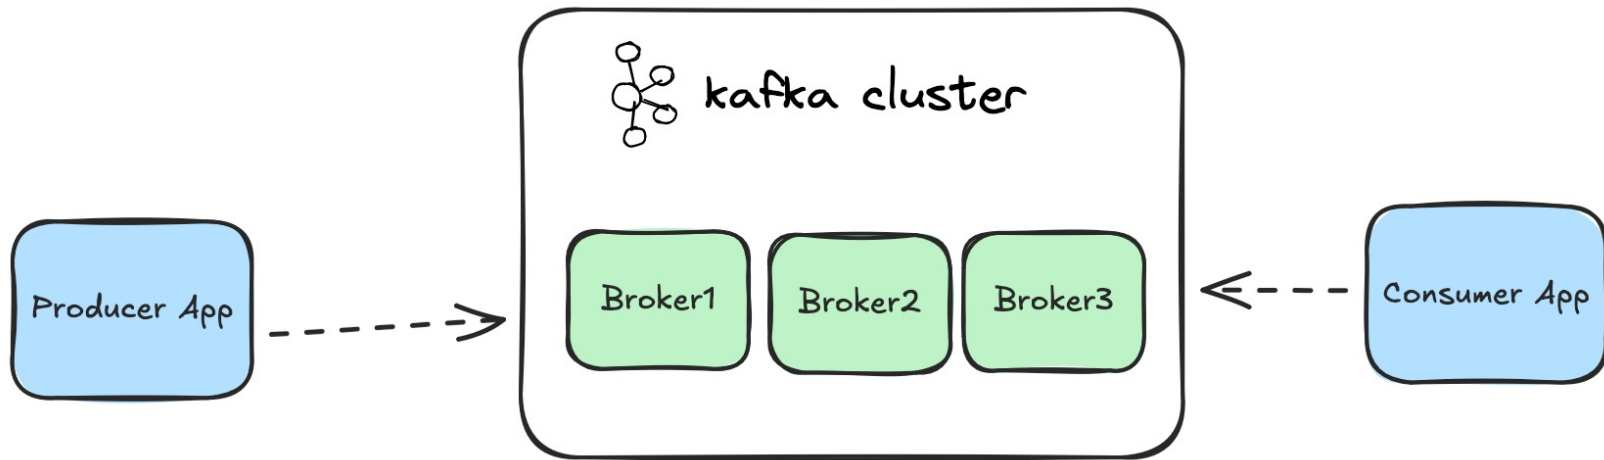 kafka cluster
Producer App
Broker1
Broker2
Broker3
Consumer App